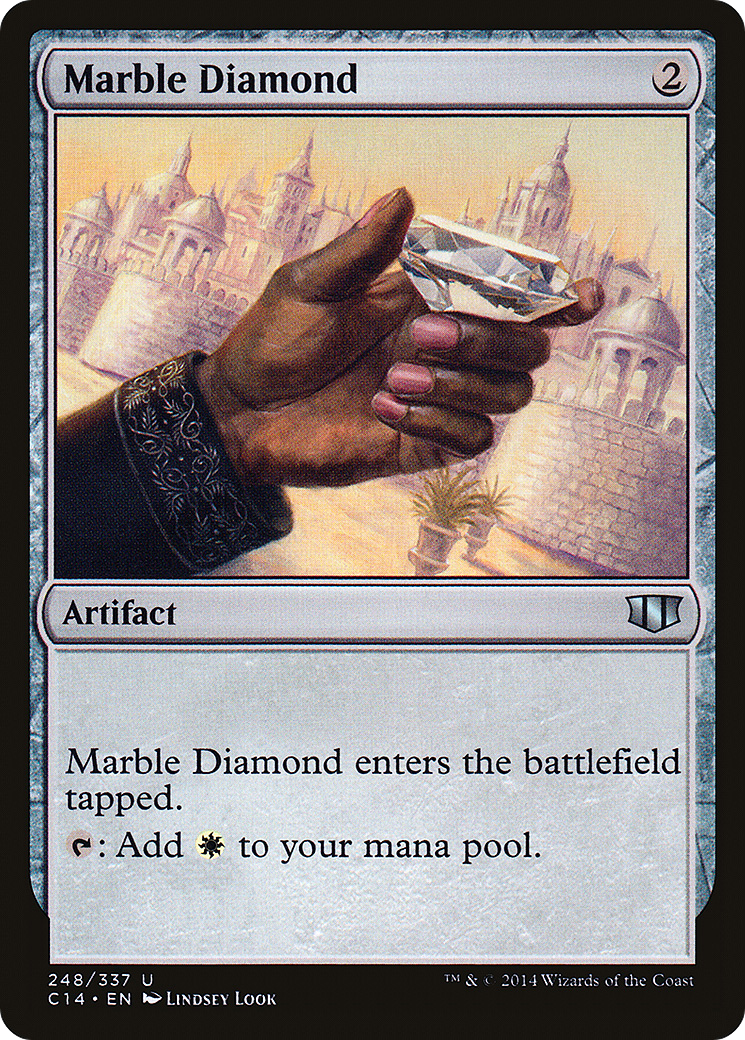 Marble Diamond 2
Artifact
Marble Diamond enters the battlefield
tapped.
: Add to your mana pool.
248/337 U ™ & © 2014 Wizards of the Coast
C14 • EN Lindsey Look